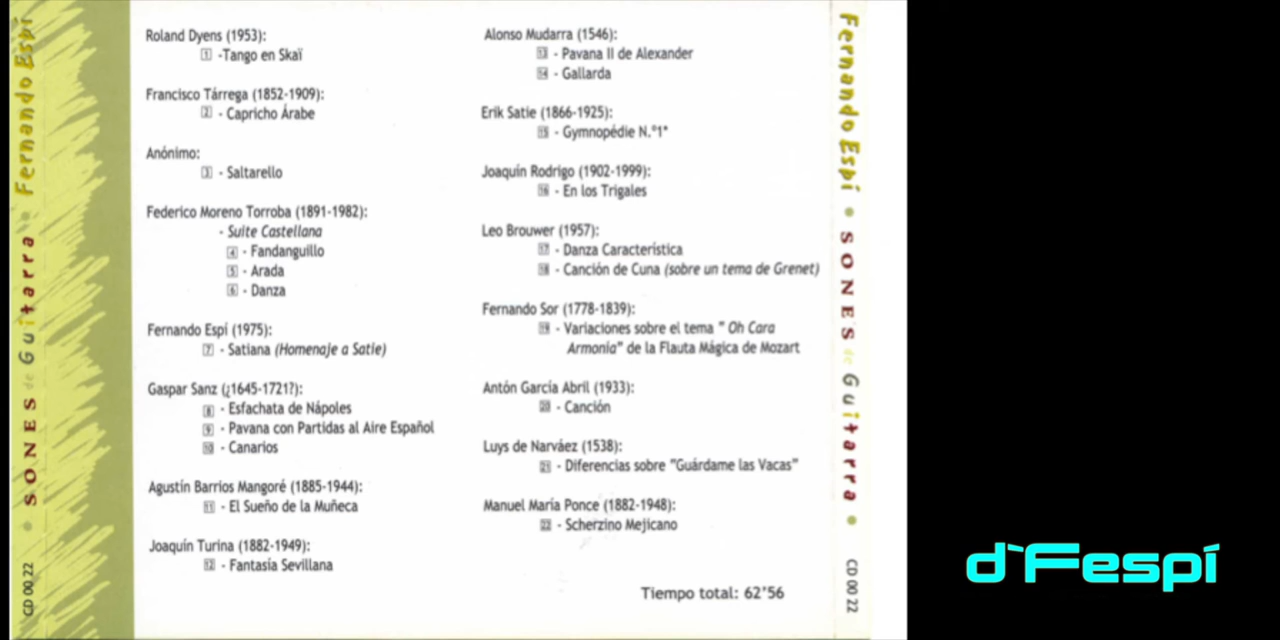 Fernando Espí
SONES de Guitarra
CD 00 22
Roland Dyens (1953):
1 -Tango en Skaï
Francisco Tárrega (1852-1909):
2 - Capricho Árabe
Anónimo:
3 - Saltarello
Federico Moreno Torroba (1891-1982):
- Suite Castellana
4 - Fandanguillo
5 - Arada
6 - Danza
Fernando Espí (1975):
7 - Satiana (Homenaje a Satie)
Gaspar Sanz (¿1645-1721?):
8 - Esfachata de Nápoles
9 - Pavana con Partidas al Aire Español
10 - Canarios
Agustín Barrios Mangoré (1885-1944):
11 - El Sueño de la Muñeca
Joaquín Turina (1882-1949):
12 - Fantasía Sevillana
Alonso Mudarra (1546):
13 - Pavana II de Alexander
14 - Gallarda
Erik Satie (1866-1925):
15 - Gymnopédie N.º1*
Joaquín Rodrigo (1902-1999):
16 - En los Trigales
Leo Brouwer (1957):
17 - Danza Característica
18 - Canción de Cuna (sobre un tema de Grenet)
Fernando Sor (1778-1839):
19 - Variaciones sobre el tema " Oh Cara
Armonía" de la Flauta Mágica de Mozart
Antón García Abril (1933):
20 - Canción
Luys de Narváez (1538):
21 - Diferencias sobre "Guárdame las Vacas"
Manuel María Ponce (1882-1948):
22 - Scherzino Mejicano
Tiempo total: 62'56
Fernando Espí • SONES de Guitarra •
CD 00 22
d`Fespí